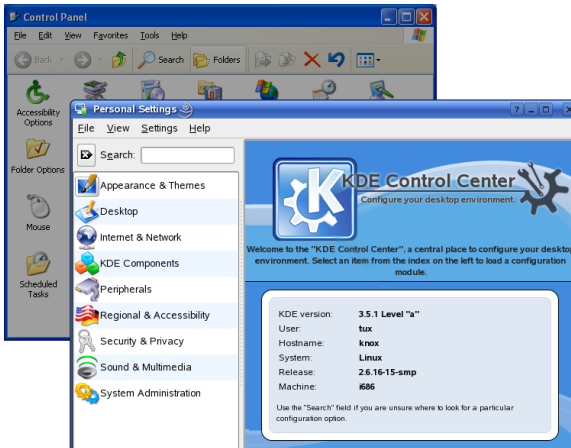 Control Panel
File Edit View Favorites Tools Help
Back Search Folders
Accessibility
Options
Folder Options
Mouse
Scheduled
Tasks
Personal Settings
File View Settings Help
Search:
Appearance & Themes
Desktop
Internet & Network
KDE Components
Peripherals
Regional & Accessibility
Security & Privacy
Sound & Multimedia
System Administration
KDE Control Center
Configure your desktop environment.
Welcome to the "KDE Control Center", a central place to configure your desktop
environment. Select an item from the index on the left to load a configuration
module.
KDE version: 3.5.1 Level "a"
User: tux
Hostname: knox
System: Linux
Release: 2.6.16-15-smp
Machine: i686
Use the "Search" field if you are unsure where to look for a particular
configuration option.